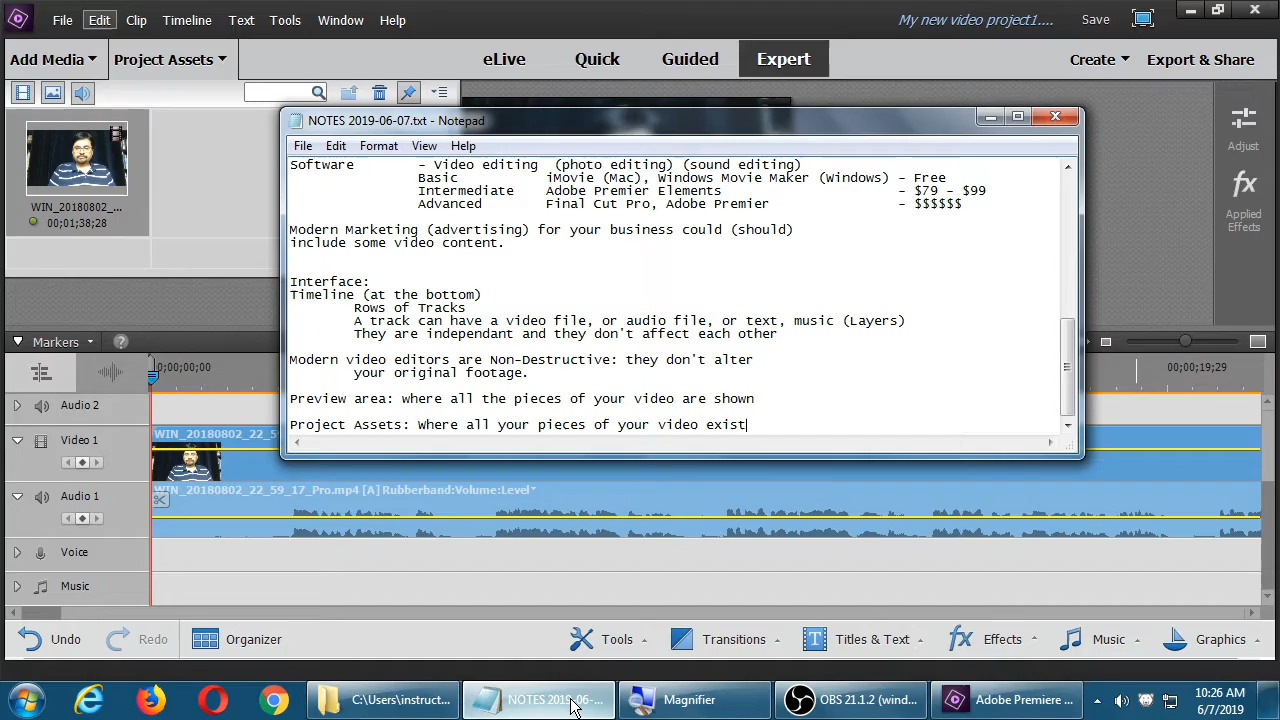 File Edit Clip Timeline Text Tools Window Help My new video project1.... Save
Add Media Project Assets eLive Quick Guided Expert Create Export & Share
NOTES 2019-06-07.txt - Notepad
File Edit Format View Help
Software - Video editing (photo editing) (sound editing)
Basic iMovie (Mac), Windows Movie Maker (Windows) - Free
Intermediate Adobe Premier Elements - $79 - $99
Advanced Final Cut Pro, Adobe Premier - $$$$$$
Modern Marketing (advertising) for your business could (should)
include some video content.
Interface:
Timeline (at the bottom)
Rows of Tracks
A track can have a video file, or audio file, or text, music (Layers)
They are independant and they don't affect each other
Modern video editors are Non-Destructive: they don't alter
your original footage.
Preview area: where all the pieces of your video are shown
Project Assets: Where all your pieces of your video exist
WIN_20180802_...
00;01;38;28
Adjust
fx
Applied
Effects
Markers ?
;00;00;00 00;00;19;29
Audio 2
Video 1 WIN_20180802_22_5
Audio 1 WIN_20180802_22_59_17_Pro.mp4 [A] Rubberband:Volume:Level
Voice
Music
Undo Redo Organizer Tools T Transitions Titles & Text fx Effects Music Graphics
C:\Users\instruct... NOTES 2019-06-... Magnifier OBS 21.1.2 (wind... Adobe Premiere ... 10:26 AM
6/7/2019